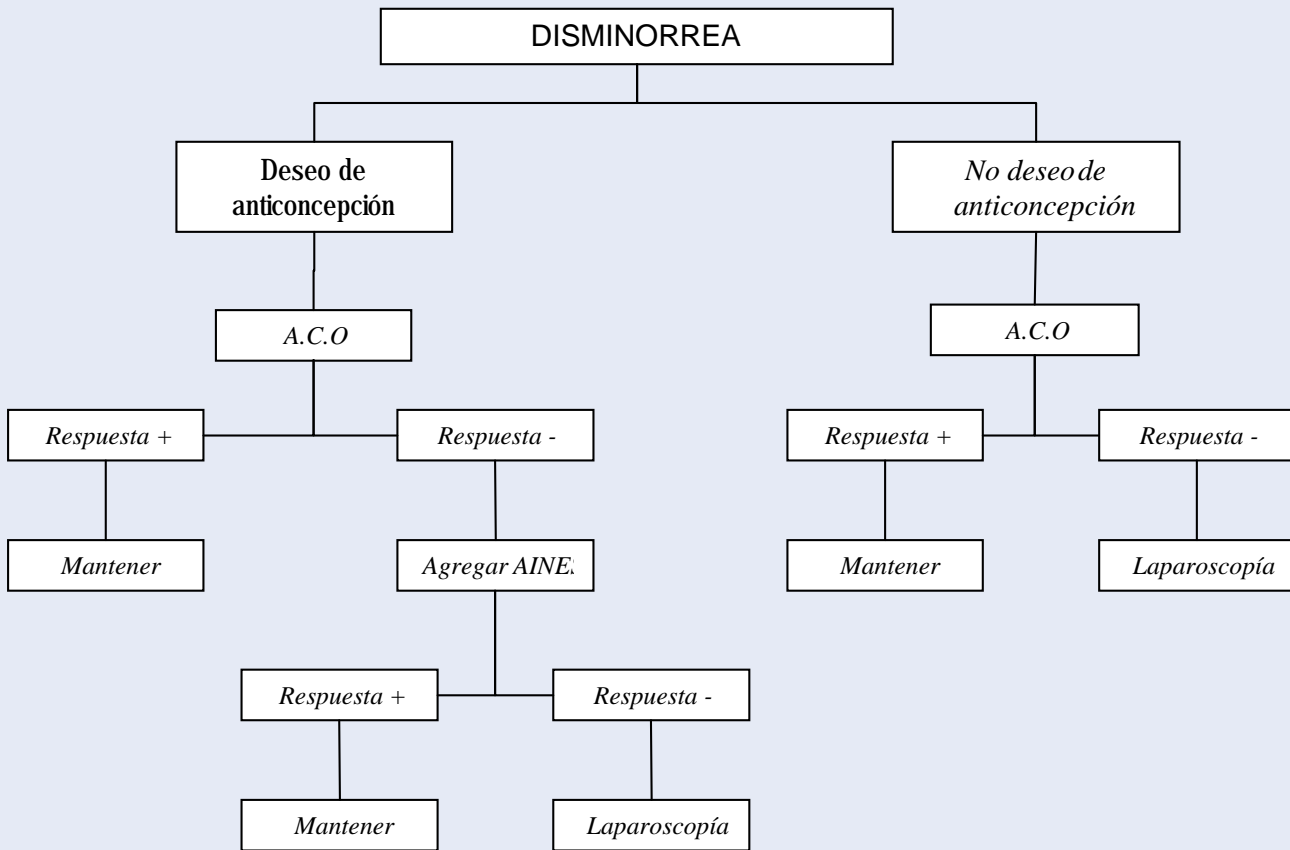 DISMINORREA
Deseo de
anticoncepción
No deseo de
anticoncepción
A.C.O
A.C.O
Respuesta +
Respuesta -
Respuesta +
Respuesta -
Mantener
Agregar AINE
Mantener
Laparoscopía
Respuesta +
Respuesta -
Mantener
Laparoscopía